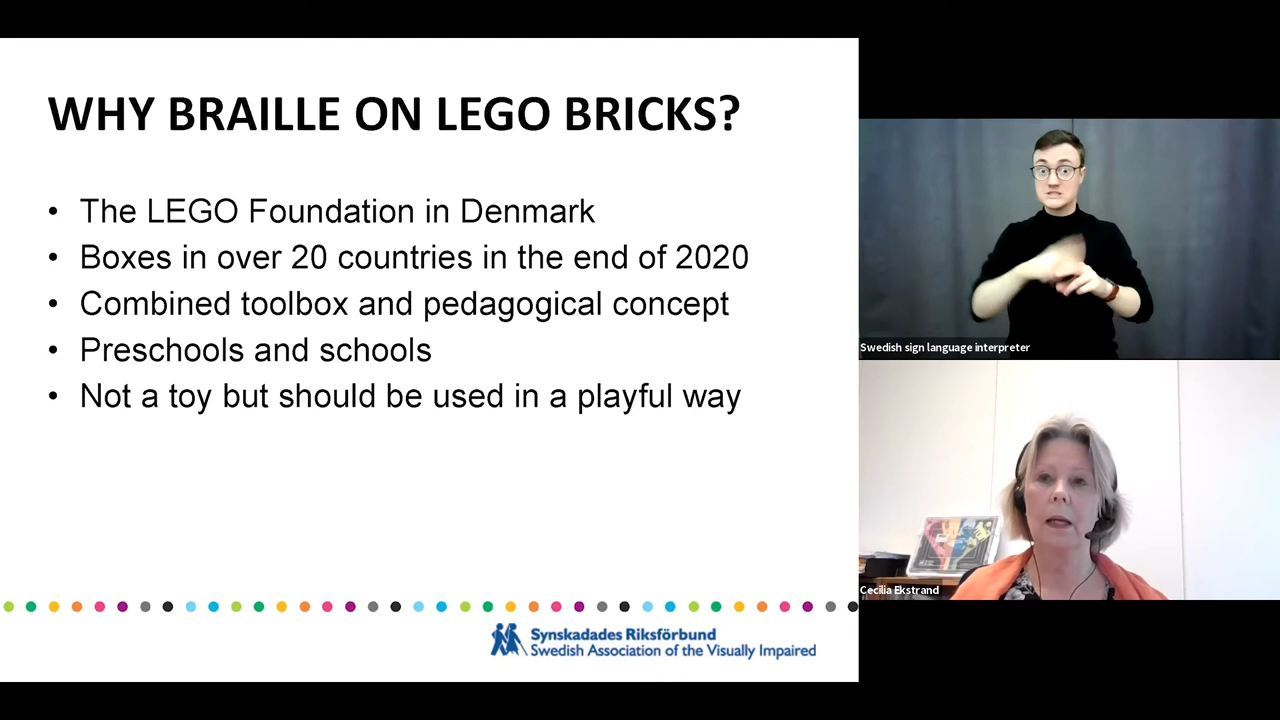 WHY BRAILLE ON LEGO BRICKS?
• The LEGO Foundation in Denmark
• Boxes in over 20 countries in the end of 2020
• Combined toolbox and pedagogical concept
• Preschools and schools
• Not a toy but should be used in a playful way
Synskadades Riksförbund
Swedish Association of the Visually Impaired
Swedish sign language interpreter
Cecilia Ekstrand